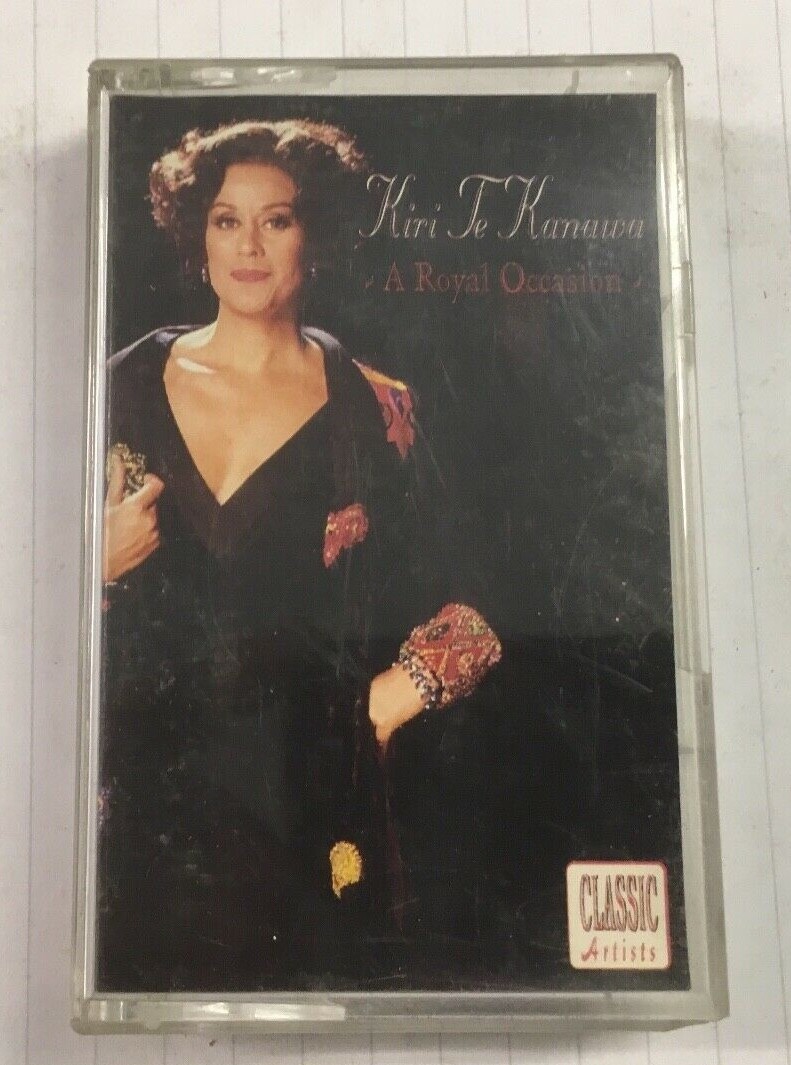 Kiri Te Kanawa
- A Royal Occasion -
CLASSIC
Artists